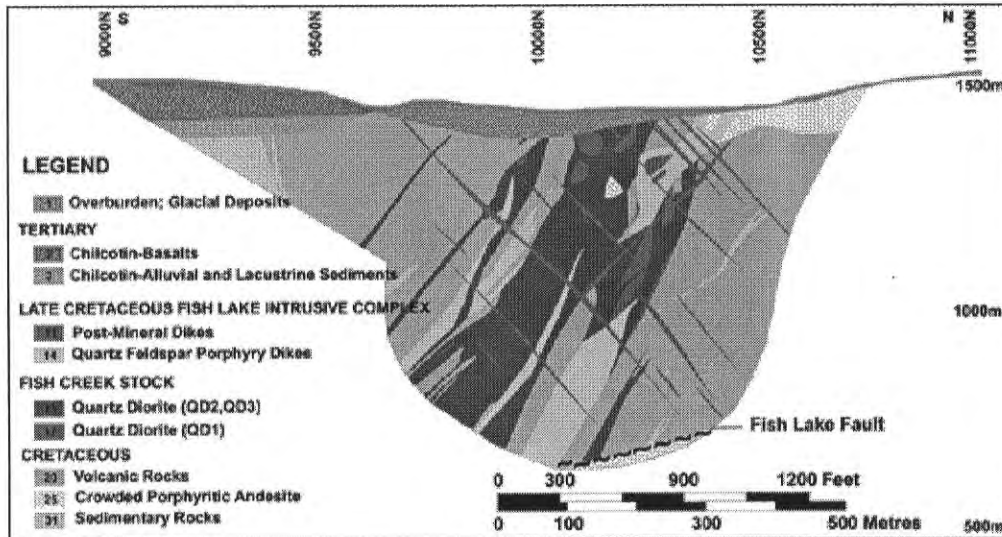 9000N
S
9500N
10000N
10500N
N
11000N
1500m
LEGEND
1 Overburden; Glacial Deposits
TERTIARY
Chilcotin-Basalts
Chilcotin-Alluvial and Lacustrine Sediments
LATE CRETACEOUS FISH LAKE INTRUSIVE COMPLEX
1000m
Post-Mineral Dikes
14 Quartz Feldspar Porphyry Dikes
FISH CREEK STOCK
Quartz Diorite (QD2,QD3)
Quartz Diorite (QD1)
Fish Lake Fault
CRETACEOUS
Volcanic Rocks
25 Crowded Porphyritic Andesite
31 Sedimentary Rocks
0 300 900 1200 Feet
0 100 300 500 Metres
500m